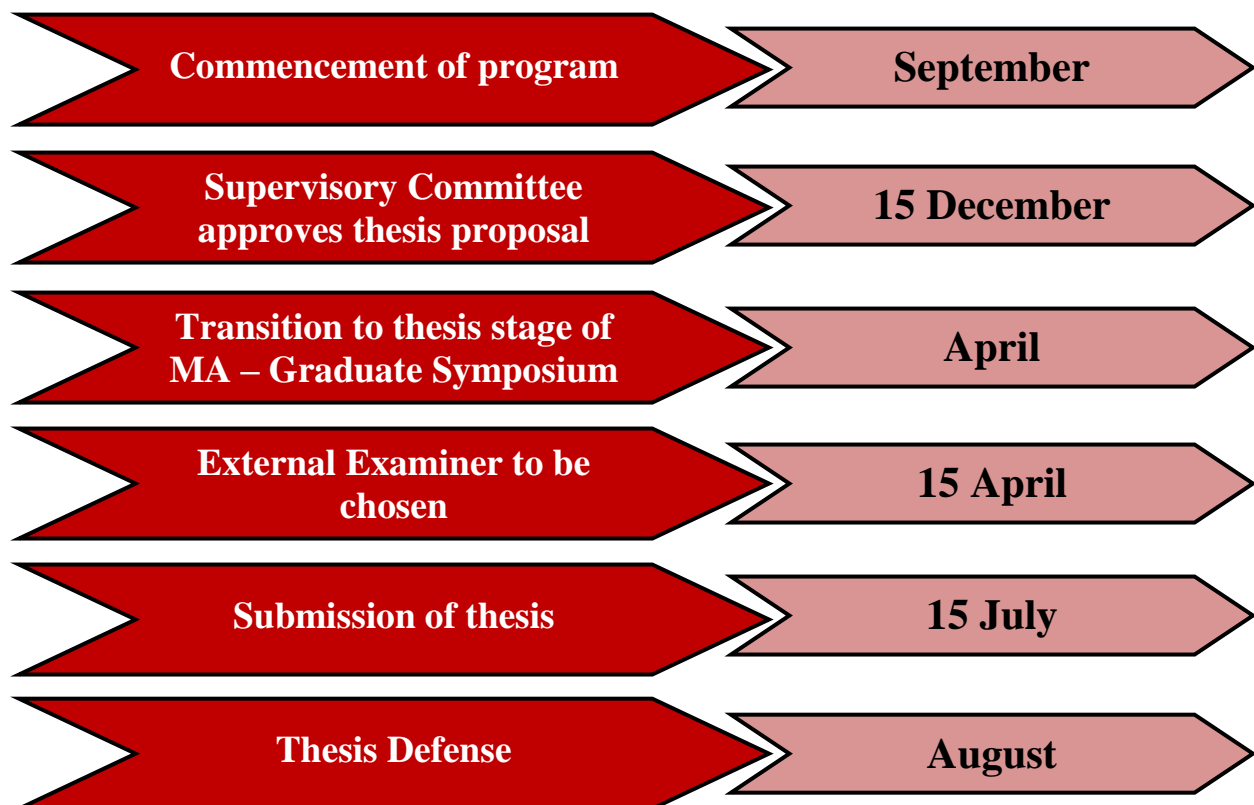 Commencement of program
September
Supervisory Committee
approves thesis proposal
15 December
Transition to thesis stage of
MA – Graduate Symposium
April
External Examiner to be
chosen
15 April
Submission of thesis
15 July
Thesis Defense
August